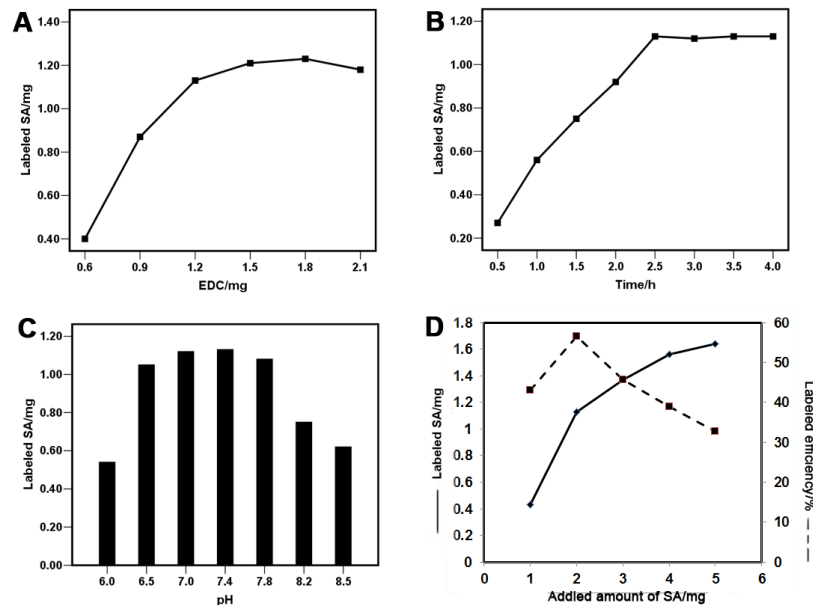 A
Labeled SA/mg
1.40
1.20
1.00
0.80
0.60
0.40
0.6 0.9 1.2 1.5 1.8 2.1
EDC/mg
B
Labeled SA/mg
1.20
1.00
0.80
0.60
0.40
0.20
0.5 1.0 1.5 2.0 2.5 3.0 3.5 4.0
Time/h
C
Labeled SA/mg
1.20
1.00
0.80
0.60
0.40
0.20
0.00
6.0 6.5 7.0 7.4 7.8 8.2 8.5
pH
D
Labeled SA/mg
1.8
1.6
1.4
1.2
1
0.8
0.6
0.4
0.2
0
0 1 2 3 4 5 6
Addied amount of SA/mg
60
50
40
30
20
10
0
Labeled efficiency/%